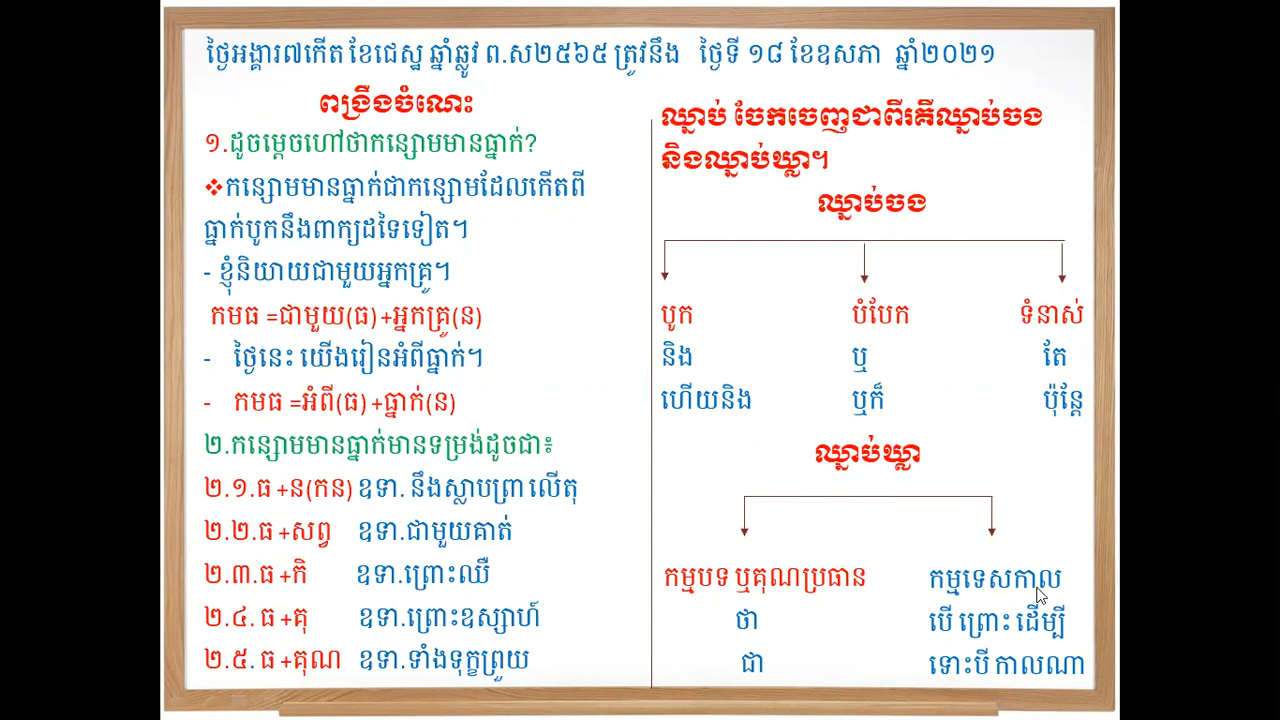 ថ្ងៃអង្គារ៧កើត ខែជេស្ឋ ឆ្នាំឆ្លូវ ព.ស២៥៦៥ ត្រូវនឹង ថ្ងៃទី ១៨ ខែឧសភា ឆ្នាំ២០២១
ពង្រឹងចំណេះ
១.ដូចម្ដេចហៅថាកន្សោមមានធ្នាក់?
❖កន្សោមមានធ្នាក់ជាកន្សោមដែលកើតពី
ធ្នាក់បូកនឹងពាក្យដទៃទៀត។
- ខ្ញុំនិយាយជាមួយអ្នកគ្រូ។
កមធ =ជាមួយ(ធ)+អ្នកគ្រូ(ន)
- ថ្ងៃនេះ យើងរៀនអំពីធ្នាក់។
- កមធ =អំពី(ធ)+ធ្នាក់(ន)
២.កន្សោមមានធ្នាក់មានទម្រង់ដូចជា៖
២.១.ធ +ន(កន) ឧទា. នឹងស្លាបព្រា លើតុ
២.២.ធ +សព្វ ឧទា.ជាមួយគាត់
២.៣.ធ +កិ ឧទា.ព្រោះឈឺ
២.៤. ធ +គុ ឧទា.ព្រោះឧស្សាហ៍
២.៥. ធ +គុណ ឧទា.ទាំងទុក្ខព្រួយ
ឈ្នាប់ ចែកចេញជាពីរគឺឈ្នាប់ចង
និងឈ្នាប់ឃ្លា។
ឈ្នាប់ចង
បូក បំបែក ទំនាស់
និង ឬ តែ
ហើយនិង ឬក៏ ប៉ុន្តែ
ឈ្នាប់ឃ្លា
កម្មបទ ឬគុណប្រធាន កម្មទេសកាល
ថា បើ ព្រោះ ដើម្បី
ជា ទោះបី កាលណា